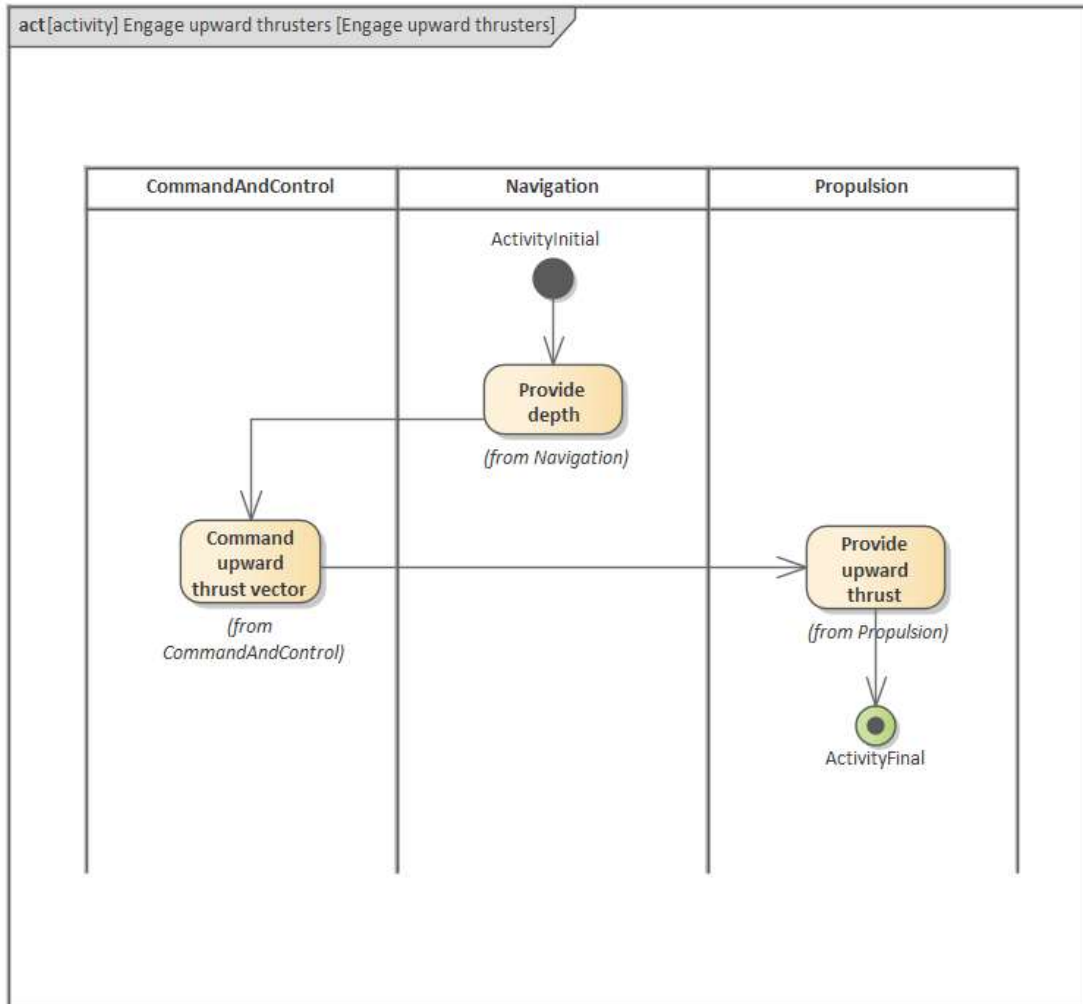 act [activity] Engage upward thrusters [Engage upward thrusters]
CommandAndControl
Navigation
Propulsion
ActivityInitial
Provide
depth
(from Navigation)
Command
upward
thrust vector
(from
CommandAndControl)
Provide
upward
thrust
(from Propulsion)
ActivityFinal